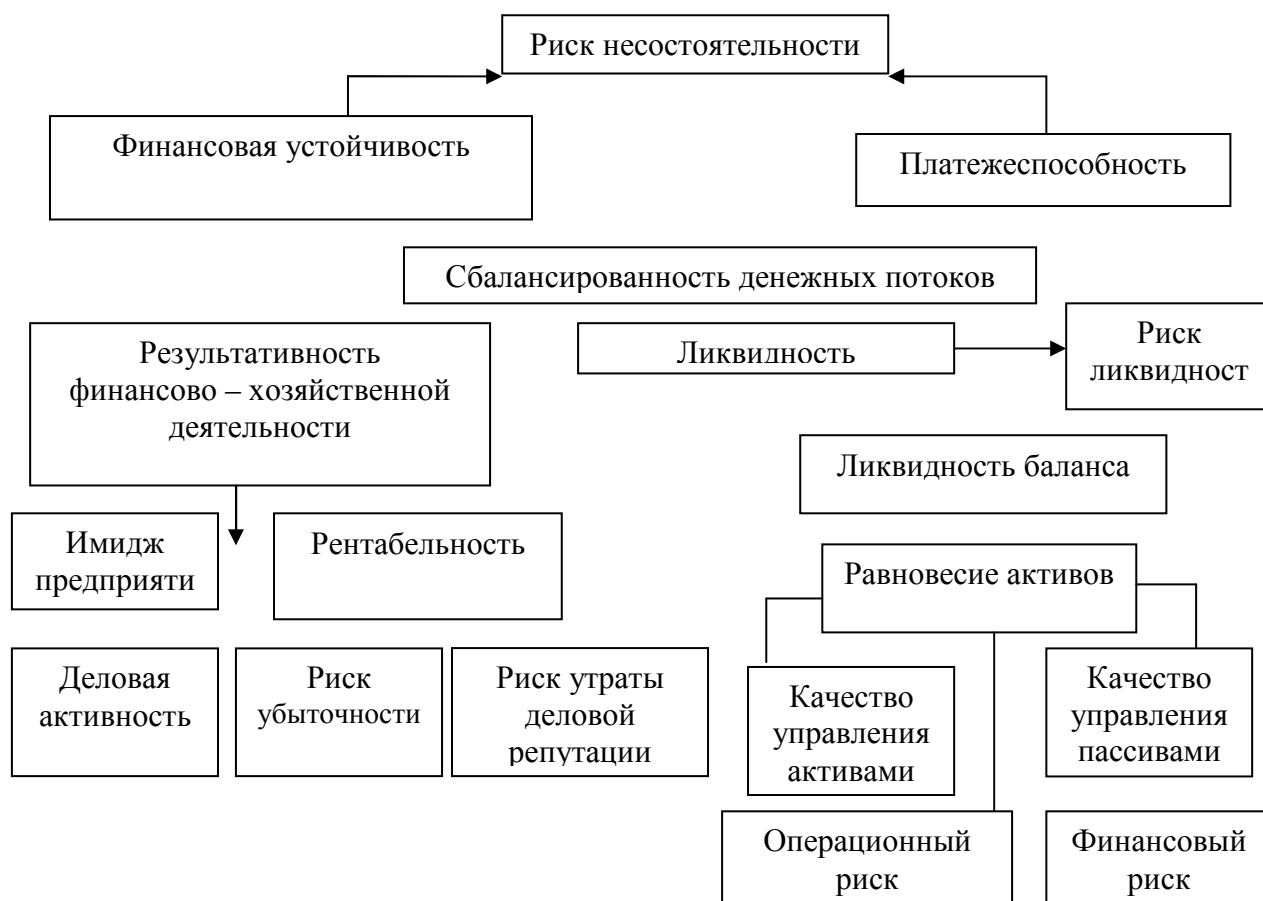 Риск несостоятельности
Финансовая устойчивость
Платежеспособность
Сбалансированность денежных потоков
Результативность
финансово – хозяйственной
деятельности
Ликвидность
Риск
ликвидност
Ликвидность баланса
Имидж
предприяти
Рентабельность
Равновесие активов
Деловая
активность
Риск
убыточности
Риск утраты
деловой
репутации
Качество
управления
активами
Качество
управления
пассивами
Операционный
риск
Финансовый
риск